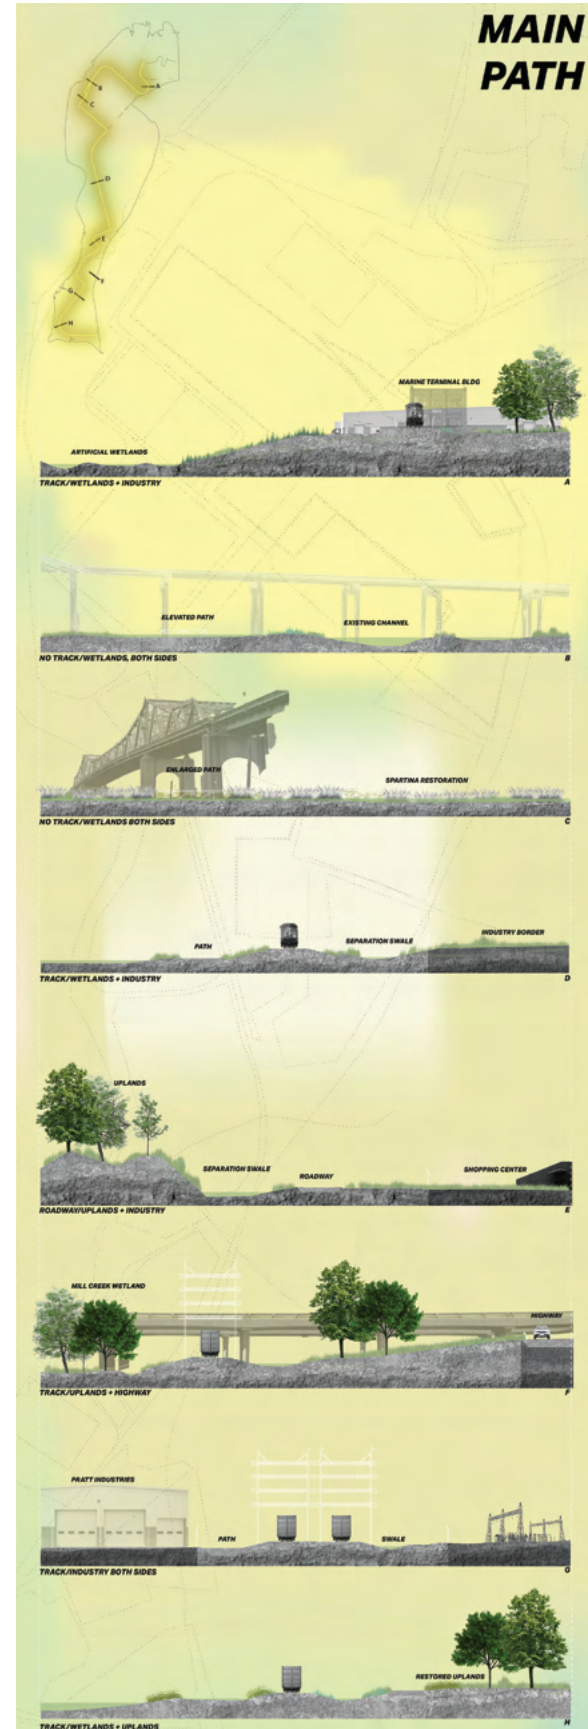 MAIN
PATH
A
B
C
D
E
F
G
H
MARINE TERMINAL BLDG
ARTIFICIAL WETLANDS
TRACK/WETLANDS + INDUSTRY
A
ELEVATED PATH
EXISTING CHANNEL
NO TRACK/WETLANDS, BOTH SIDES
B
ENLARGED PATH
SPARTINA RESTORATION
NO TRACK/WETLANDS BOTH SIDES
C
PATH
SEPARATION SWALE
INDUSTRY BORDER
TRACK/WETLANDS + INDUSTRY
D
UPLANDS
SEPARATION SWALE
ROADWAY
SHOPPING CENTER
ROADWAY/UPLANDS + INDUSTRY
E
MILL CREEK WETLAND
HIGHWAY
TRACK/UPLANDS + HIGHWAY
F
PRATT INDUSTRIES
PATH
SWALE
TRACK/INDUSTRY BOTH SIDES
G
RESTORED UPLANDS
TRACK/WETLANDS + UPLANDS
H